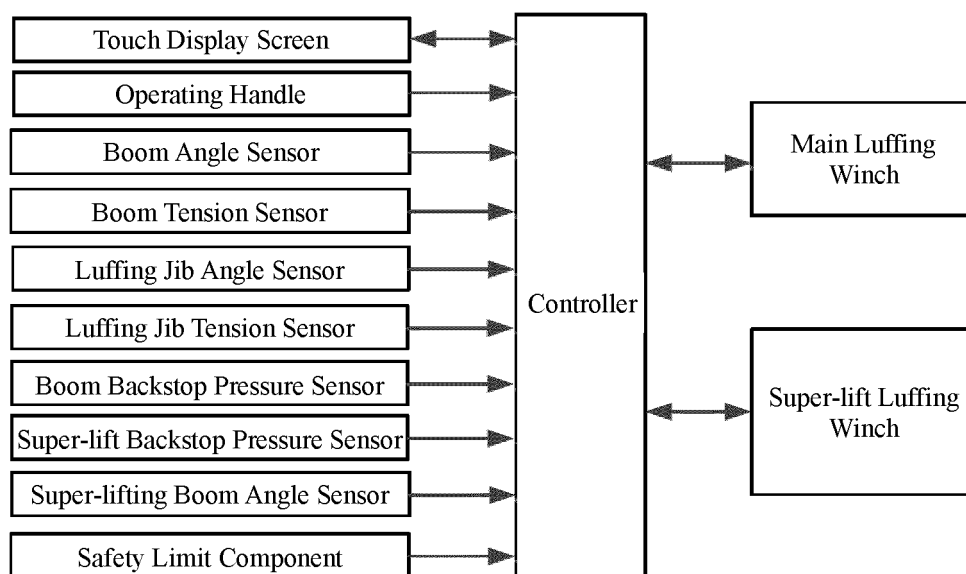 Touch Display Screen
Operating Handle
Boom Angle Sensor
Boom Tension Sensor
Luffing Jib Angle Sensor
Luffing Jib Tension Sensor
Boom Backstop Pressure Sensor
Super-lift Backstop Pressure Sensor
Super-lifting Boom Angle Sensor
Safety Limit Component
Controller
Main Luffing
Winch
Super-lift Luffing
Winch